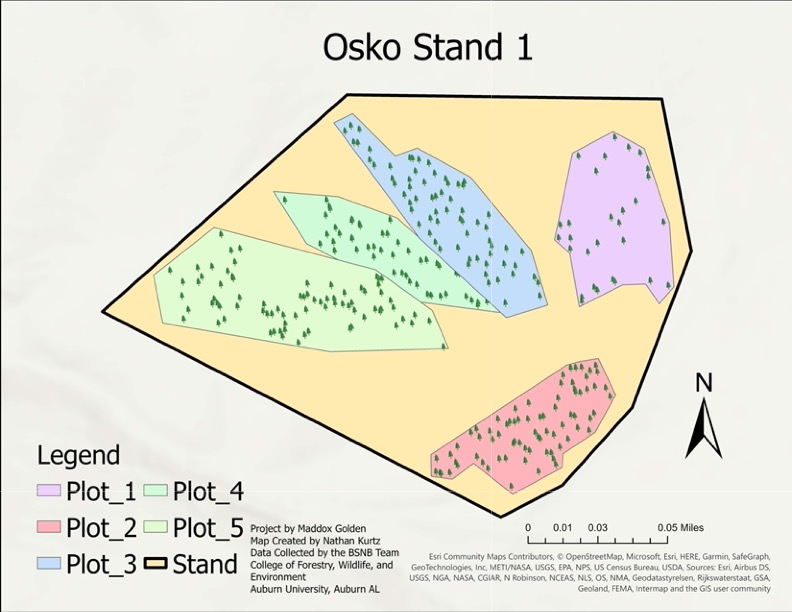 Osko Stand 1
N
Legend
Plot_1 Plot_4
Plot_2 Plot_5
Plot_3 Stand
Project by Maddox Golden
Map Created by Nathan Kurtz
Data Collected by the BSNB Team
College of Forestry, Wildlife, and
Environment
Auburn University, Auburn AL
0 0.01 0.03 0.05 Miles
Esri Community Maps Contributors, © OpenStreetMap, Microsoft, Esri, HERE, Garmin, SafeGraph,
GeoTechnologies, Inc, METI/NASA, USGS, EPA, NPS, US Census Bureau, USDA, Sources: Esri, Airbus DS,
USGS, NGA, NASA, CGIAR, N Robinson, NCEAS, NLS, OS, NMA, Geodatastyrelsen, Rijkswaterstaat, GSA,
Geoland, FEMA, Intermap and the GIS user community